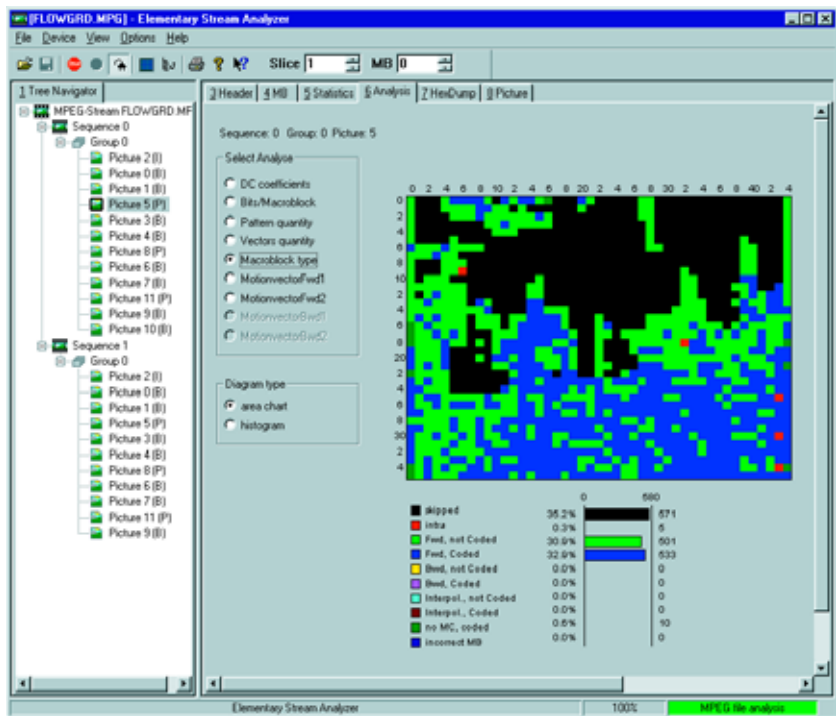 [FLOWGRD.MPG] - Elementary Stream Analyzer
File Device View Options Help
Slice 1 MB 0
1 Tree Navigator
3 Header 4 MB 5 Statistics 6 Analysis 7 HexDump 8 Picture
MPEG-Stream FLOWGRD.MF
Sequence 0
Group 0
Picture 2 (I)
Picture 0 (B)
Picture 1 (B)
Picture 5 (P)
Picture 3 (B)
Picture 4 (B)
Picture 8 (P)
Picture 6 (B)
Picture 7 (B)
Picture 11 (P)
Picture 9 (B)
Picture 10 (B)
Sequence 1
Group 0
Picture 2 (I)
Picture 0 (B)
Picture 1 (B)
Picture 5 (P)
Picture 3 (B)
Picture 4 (B)
Picture 8 (P)
Picture 6 (B)
Picture 7 (B)
Picture 11 (P)
Picture 9 (B)
Sequence: 0 Group: 0 Picture: 5
Select Analyse
DC coefficients
Bits/Macroblock
Pattern quantity
Vectors quantity
Macroblock type
MotionvectorFwd1
MotionvectorFwd2
MotionvectorBwd1
MotionvectorBwd2
Diagram type
area chart
histogram
0 2 4 6 8 10 2 4 6 8 20 2 4 6 8 30 2 4 6 8 40 2 4
0
2
4
6
8
10
2
4
6
8
20
2
4
6
8
30
2
4
0 580
skipped 35.2% 571
intra 0.3% 5
Fwd, not Coded 30.9% 501
Fwd, Coded 32.9% 533
Bwd, not Coded 0.0% 0
Bwd, Coded 0.0% 0
Interpol., not Coded 0.0% 0
Interpol., Coded 0.0% 0
no MC, coded 0.6% 10
incorrect MB 0.0% 0
Elementary Stream Analyzer 100% MPEG file analysis